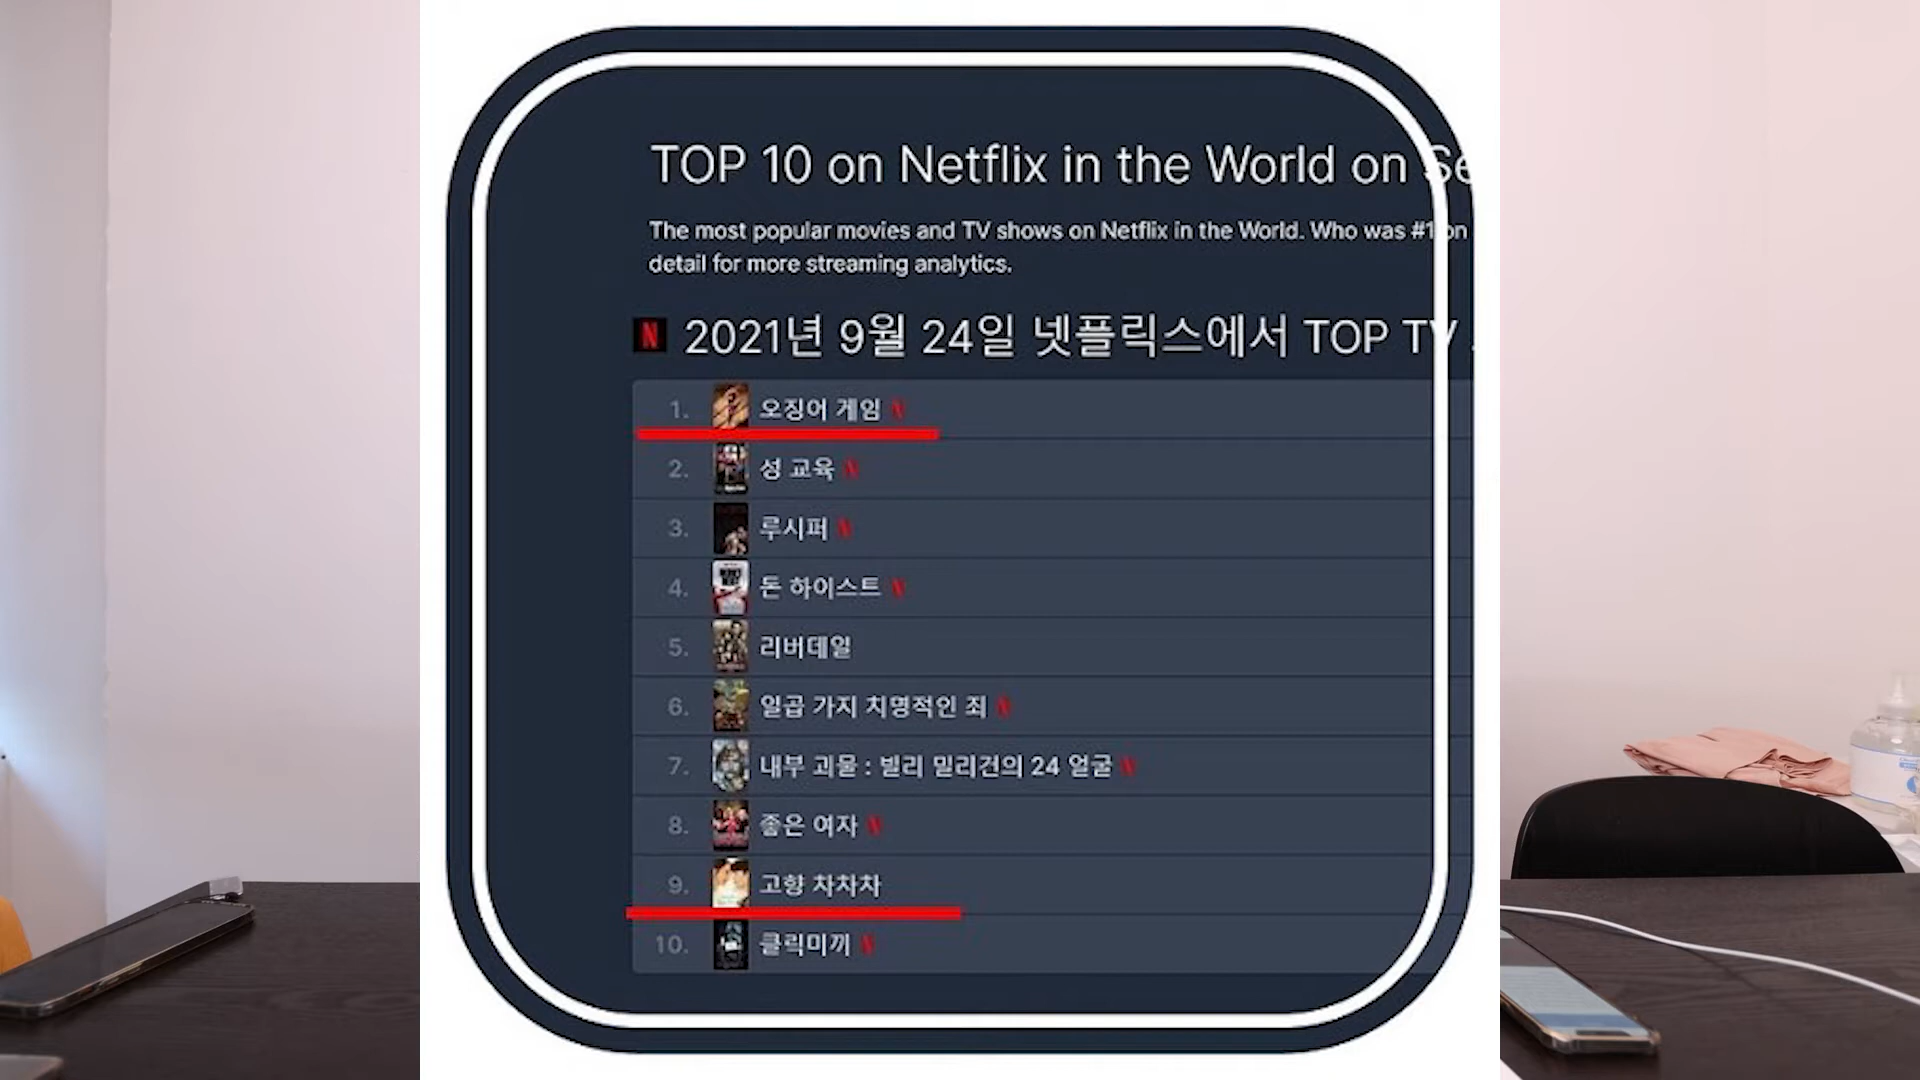 TOP 10 on Netflix in the World on Se
The most popular movies and TV shows on Netflix in the World. Who was #1 on
detail for more streaming analytics.
N 2021년 9월 24일 넷플릭스에서 TOP TV
1. 오징어 게임 N
2. 성 교육 N
3. 루시퍼 N
4. 돈 하이스트 N
5. 리버데일
6. 일곱 가지 치명적인 죄 N
7. 내부 괴물 : 빌리 밀리건의 24 얼굴 N
8. 좋은 여자 N
9. 고향 차차차
10. 클릭미끼 N